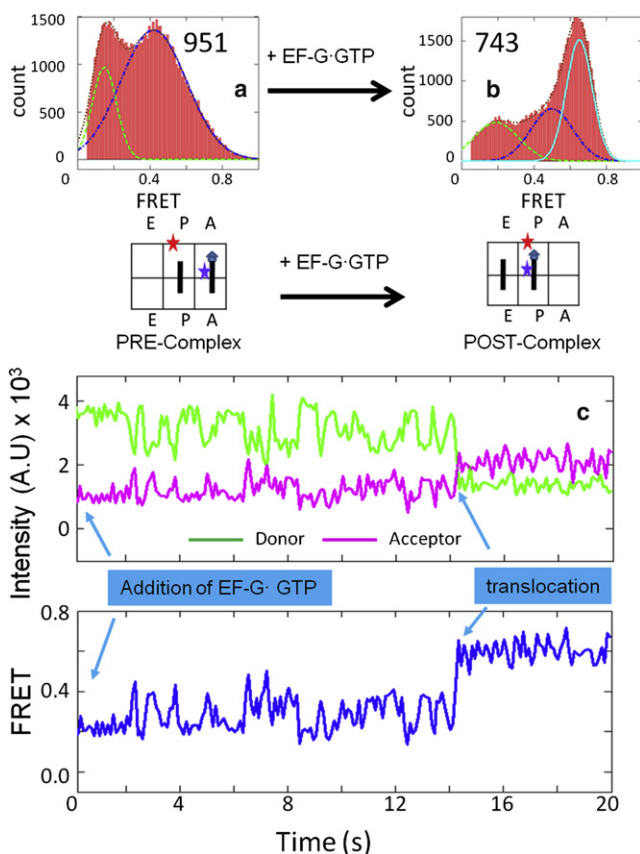 1500
1000
500
0
count
951
a
0
0.4
0.8
FRET
+ EF-G·GTP
1500
1000
500
0
count
743
b
0
0.4
0.8
FRET
E P A
E P A
PRE-Complex
+ EF-G·GTP
E P A
E P A
POST-Complex
Intensity (A.U) x 10³
4
2
0
c
Donor
Acceptor
Addition of EF-G· GTP
translocation
FRET
0.8
0.4
0.0
0 4 8 12 16 20
Time (s)